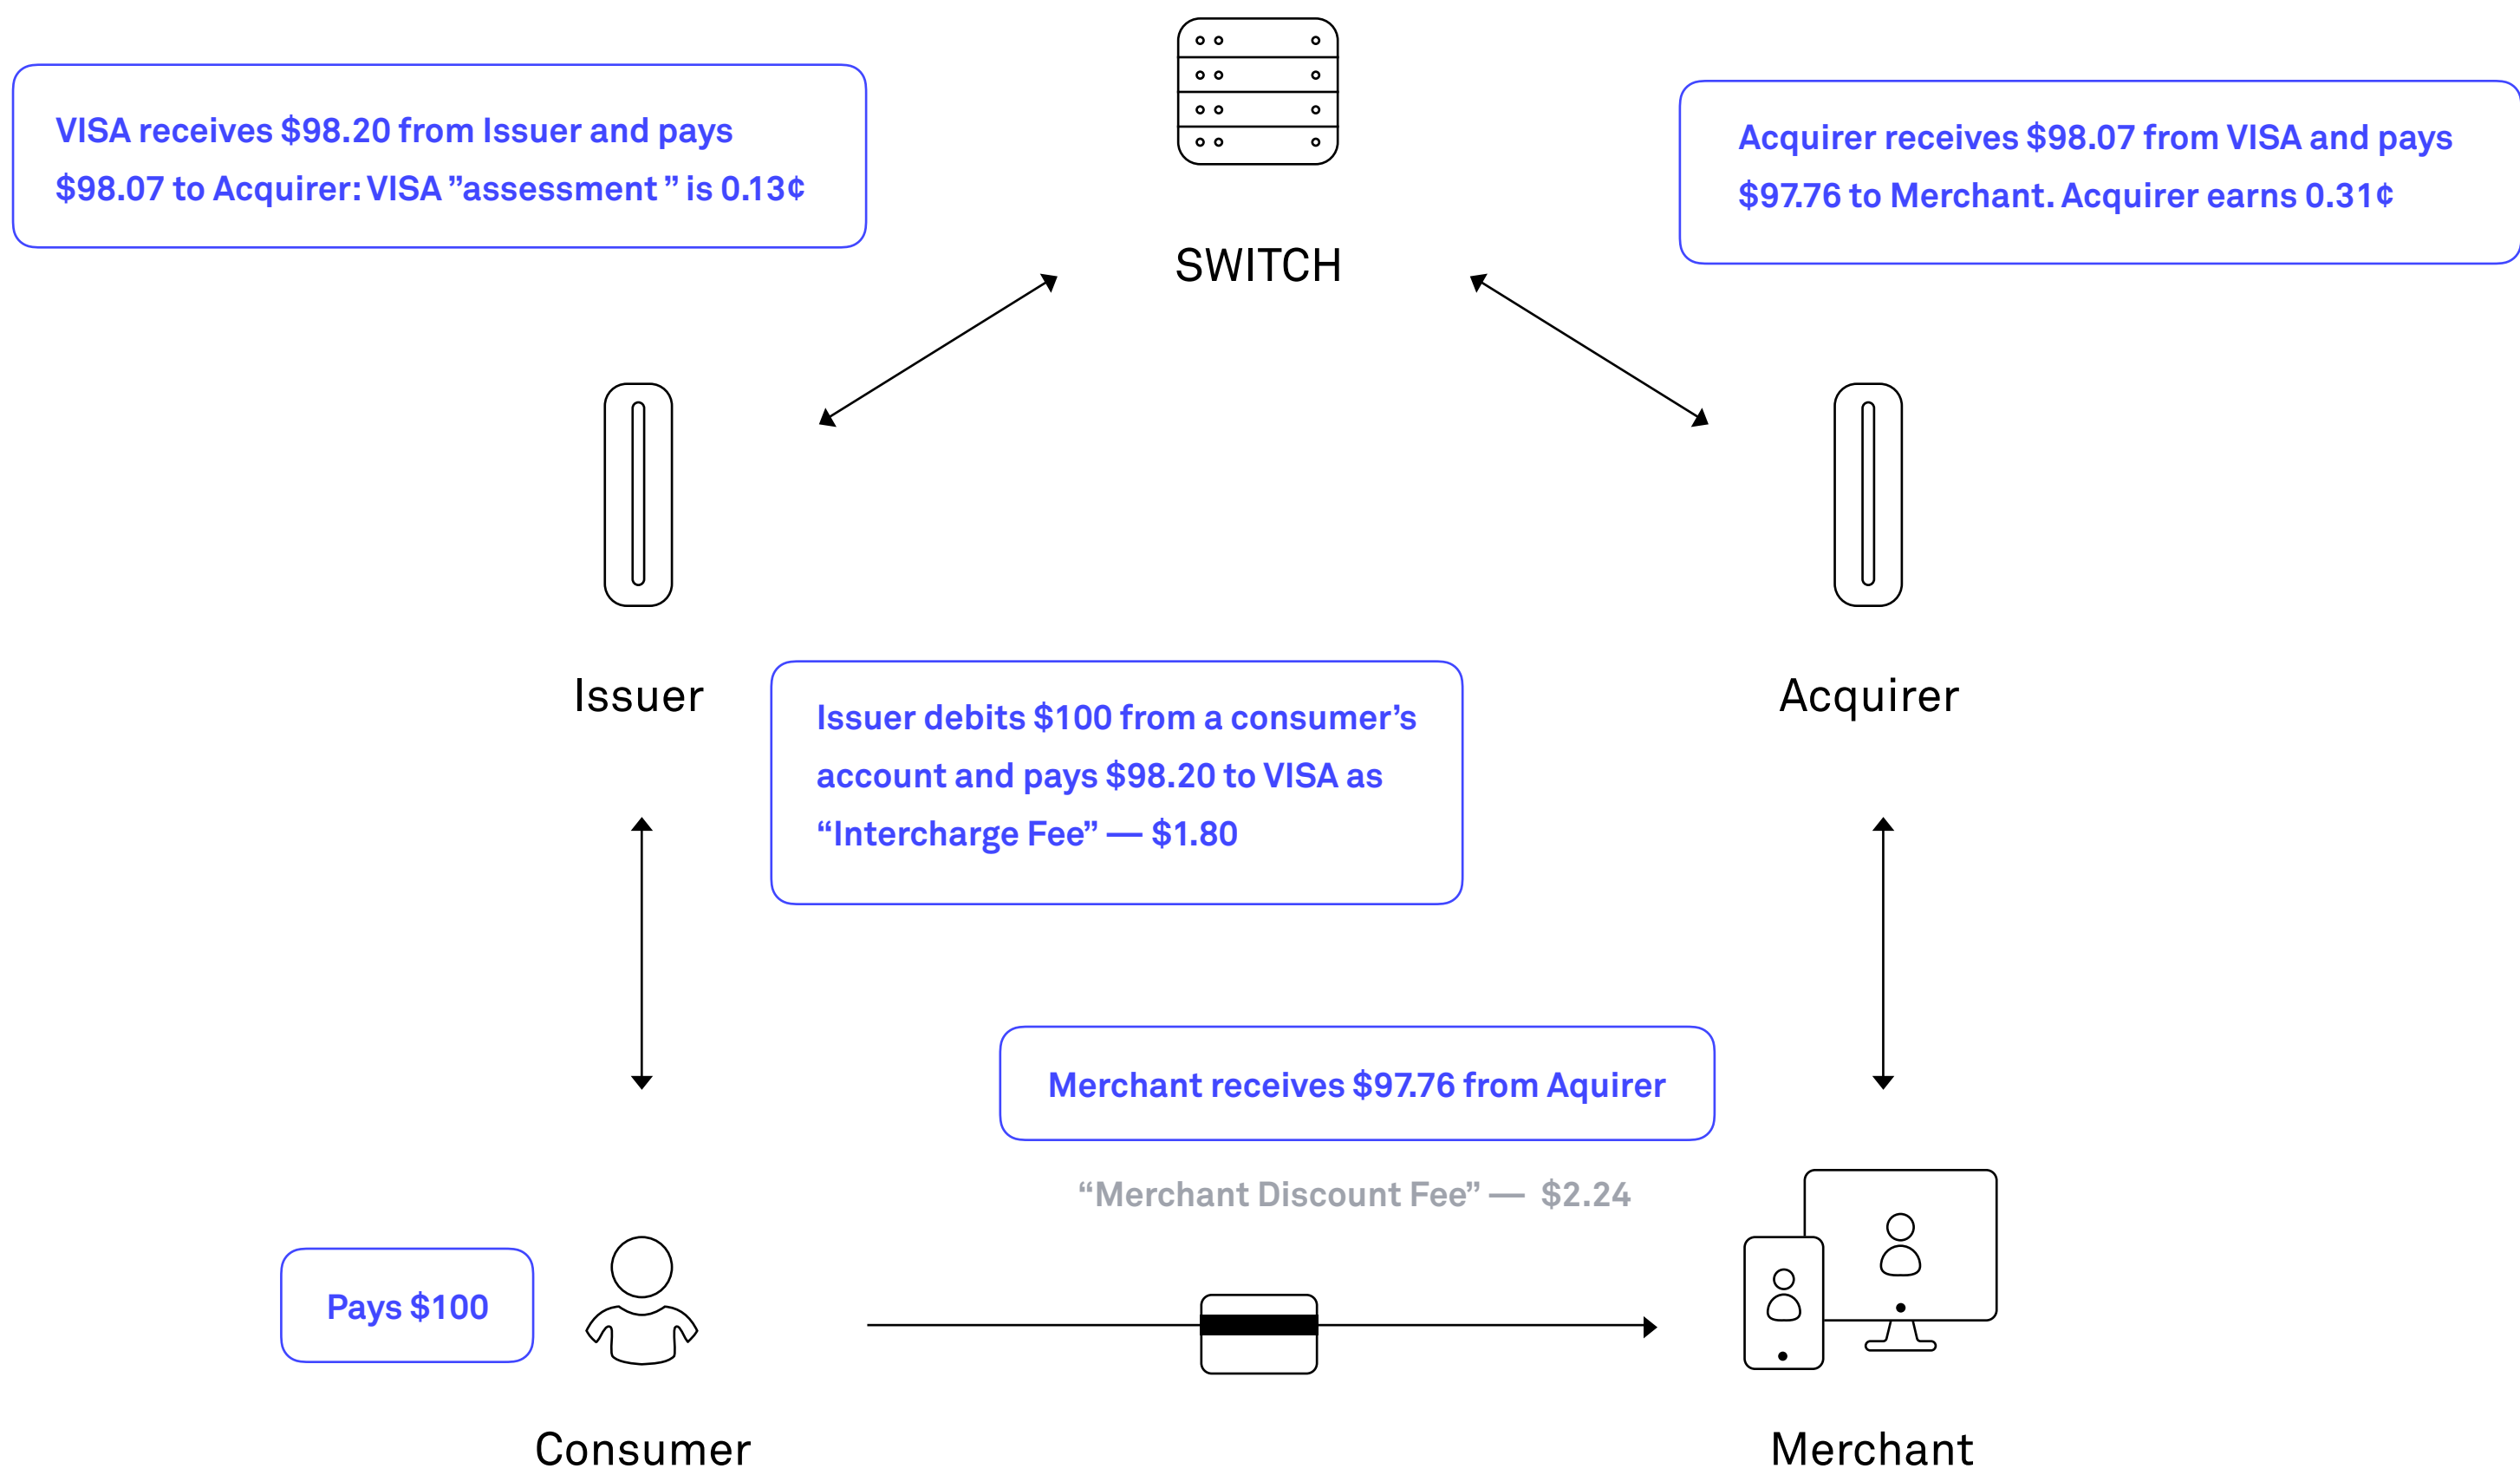 VISA receives $98.20 from Issuer and pays
$98.07 to Acquirer: VISA ”assessment ” is 0.13¢
SWITCH
Acquirer receives $98.07 from VISA and pays
$97.76 to Merchant. Acquirer earns 0.31¢
Issuer
Issuer debits $100 from a consumer’s
account and pays $98.20 to VISA as
“Intercharge Fee” — $1.80
Acquirer
Merchant receives $97.76 from Aquirer
“Merchant Discount Fee” — $2.24
Pays $100
Consumer
Merchant